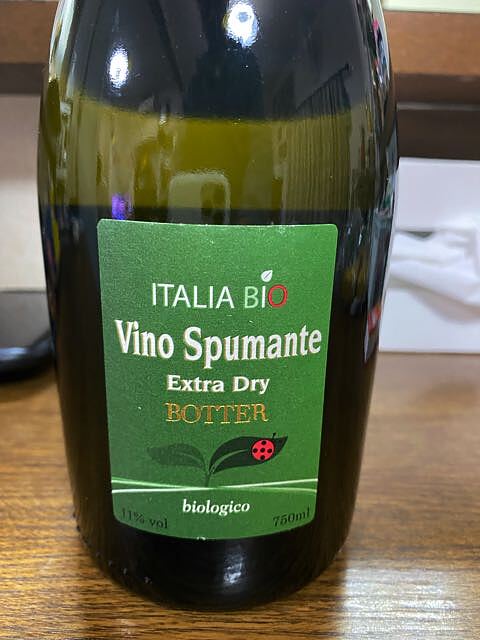 ITALIA BIO
Vino Spumante
Extra Dry
BOTTER
biologico
11% vol 750ml